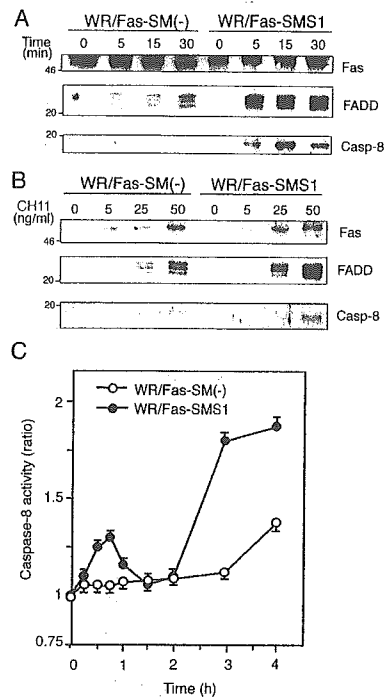 A
WR/Fas-SM(-) WR/Fas-SMS1
Time (min) 0 5 15 30 0 5 15 30
46 Fas
20 FADD
20 Casp-8
B
WR/Fas-SM(-) WR/Fas-SMS1
CH11 (ng/ml) 0 5 25 50 0 5 25 50
46 Fas
20 FADD
20 Casp-8
C
WR/Fas-SM(-)
WR/Fas-SMS1
Caspase-8 activity (ratio)
2
1.5
1
0.75
0 1 2 3 4
Time (h)